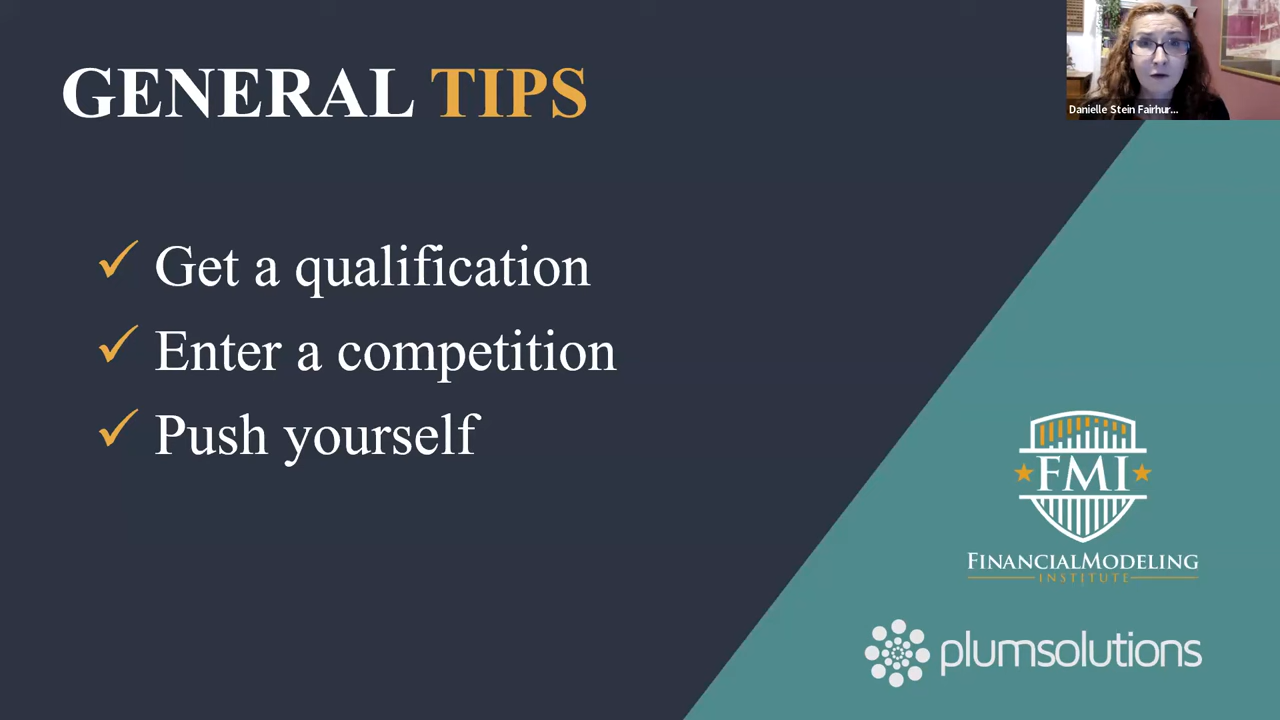 GENERAL TIPS
Danielle Stein Fairhur...
✓ Get a qualification
✓ Enter a competition
✓ Push yourself
FMI
FINANCIALMODELING
INSTITUTE
plumsolutions